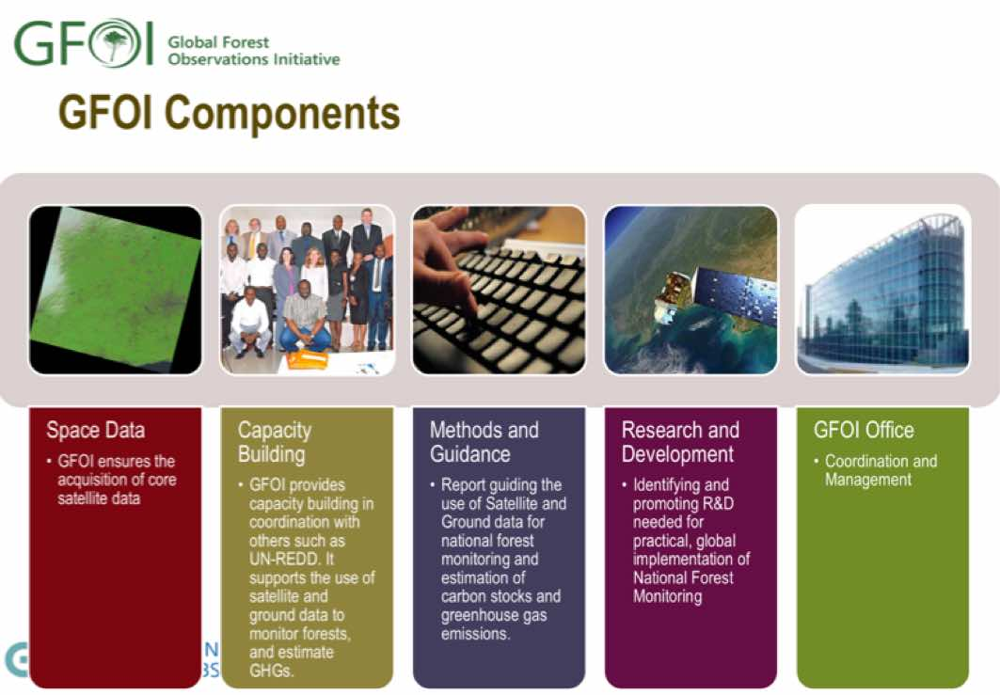 GFOI
Global Forest
Observations Initiative
GFOI Components
Space Data
• GFOI ensures the
acquisition of core
satellite data
Capacity
Building
• GFOI provides
capacity building in
coordination with
others such as
UN-REDD. It
supports the use of
satellite and
ground data to
monitor forests,
and estimate
GHGs.
Methods and
Guidance
• Report guiding the
use of Satellite and
Ground data for
national forest
monitoring and
estimation of
carbon stocks and
greenhouse gas
emissions.
Research and
Development
• Identifying and
promoting R&D
needed for
practical, global
implementation of
National Forest
Monitoring
GFOI Office
• Coordination and
Management